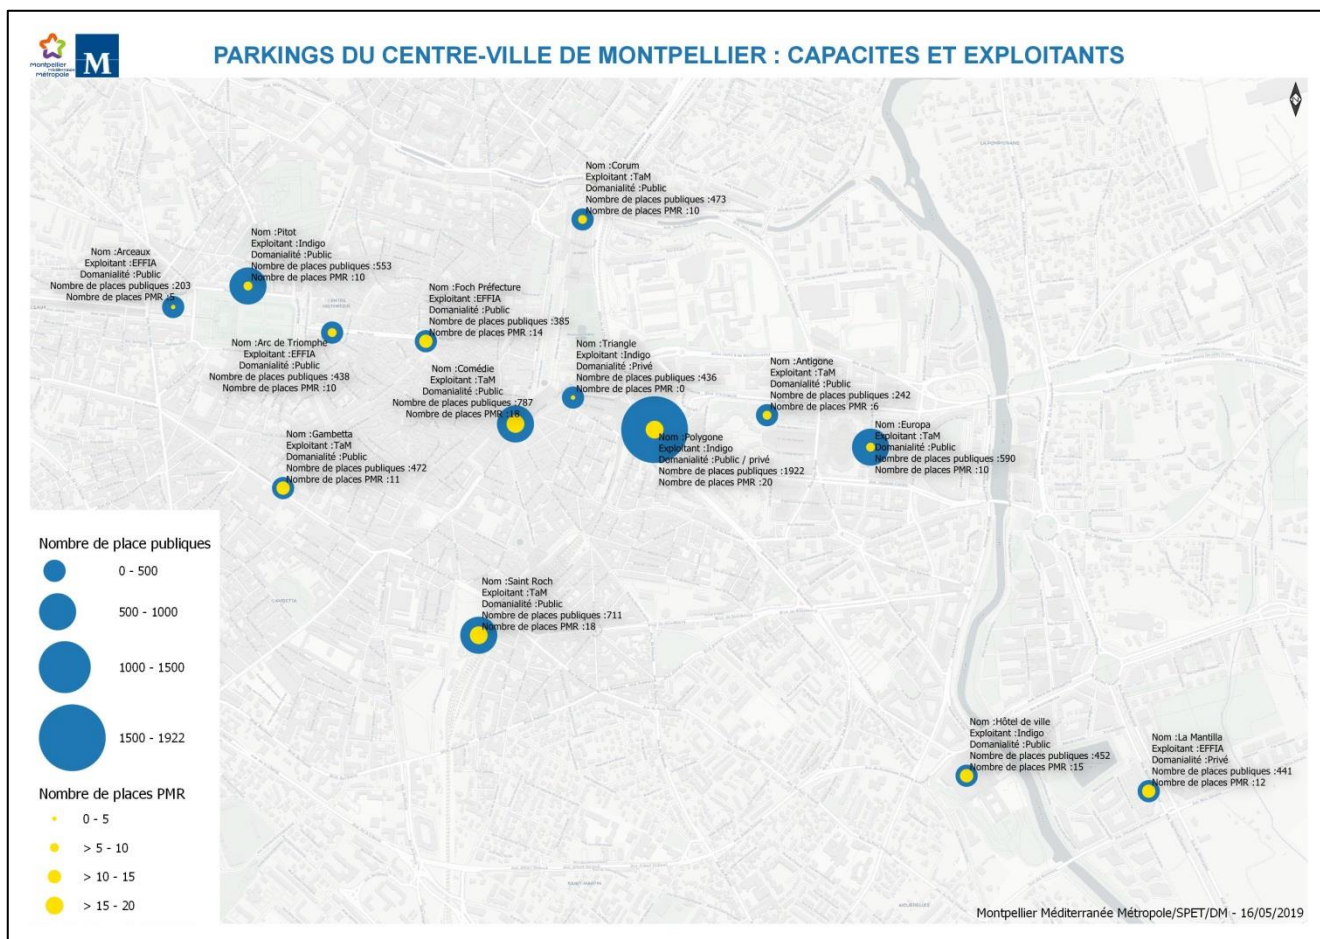 Montpellier
Méditerranée
Métropole
M
PARKINGS DU CENTRE-VILLE DE MONTPELLIER : CAPACITES ET EXPLOITANTS
Nom :Corum
Exploitant :TaM
Domanialité :Public
Nombre de places publiques :473
Nombre de places PMR :10
Nom :Pitot
Exploitant :Indigo
Domanialité :Public
Nombre de places publiques :553
Nombre de places PMR :10
Nom :Arceaux
Exploitant :EFFIA
Domanialité :Public
Nombre de places publiques :203
Nombre de places PMR :5
Nom :Foch Préfecture
Exploitant :EFFIA
Domanialité :Public
Nombre de places publiques :385
Nombre de places PMR :14
Nom :Arc de Triomphe
Exploitant :EFFIA
Domanialité :Public
Nombre de places publiques :438
Nombre de places PMR :10
Nom :Comédie
Exploitant :TaM
Domanialité :Public
Nombre de places publiques :787
Nombre de places PMR :18
Nom :Triangle
Exploitant :Indigo
Domanialité :Privé
Nombre de places publiques :436
Nombre de places PMR :0
Nom :Antigone
Exploitant :TaM
Domanialité :Public
Nombre de places publiques :242
Nombre de places PMR :6
Nom :Europa
Exploitant :TaM
Domanialité :Public
Nombre de places publiques :590
Nombre de places PMR :10
Nom :Polygone
Exploitant :Indigo
Domanialité :Public / privé
Nombre de places publiques :1922
Nombre de places PMR :20
Nom :Gambetta
Exploitant :TaM
Domanialité :Public
Nombre de places publiques :472
Nombre de places PMR :11
Nom :Saint Roch
Exploitant :TaM
Domanialité :Public
Nombre de places publiques :711
Nombre de places PMR :18
Nom :Hôtel de ville
Exploitant :Indigo
Domanialité :Public
Nombre de places publiques :452
Nombre de places PMR :15
Nom :La Mantilla
Exploitant :EFFIA
Domanialité :Privé
Nombre de places publiques :441
Nombre de places PMR :12
Nombre de place publiques
0 - 500
500 - 1000
1000 - 1500
1500 - 1922
Nombre de places PMR
0 - 5
> 5 - 10
> 10 - 15
> 15 - 20
Montpellier Méditerranée Métropole/SPET/DM - 16/05/2019